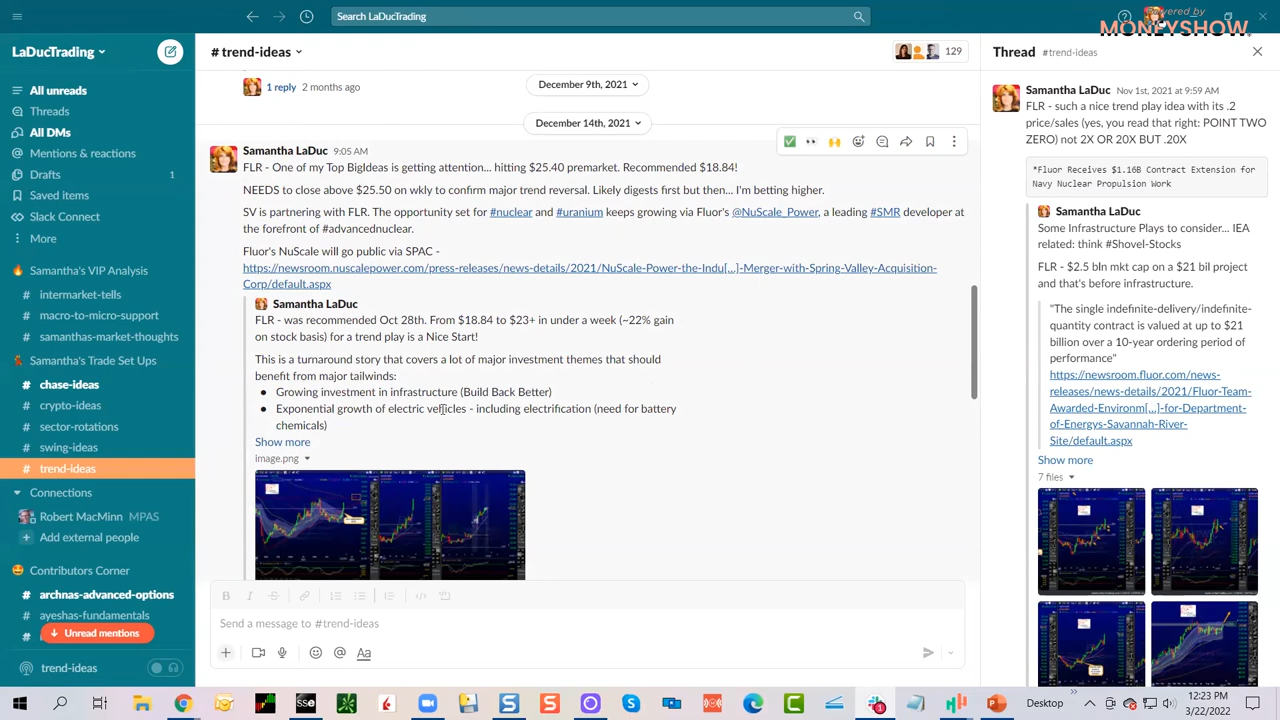 Search LaDucTrading
Powered by
MONEYSHOW
LaDucTrading
# trend-ideas
129
Thread #trend-ideas
All unreads
Threads
All DMs
Mentions & reactions
Drafts 1
Saved items
Slack Connect
More
Samantha's VIP Analysis
# intermarket-tells
# macro-to-micro-support
# samanthas-market-thoughts
Samantha's Trade Set Ups
# chase-ideas
# crypto-ideas
# sector-rotations
# swing-ideas
# trend-ideas
Connections
Robert MacMinn MPAS
Add external people
Contributors Corner
# archnas-advanced-options
# ayeshas-fundamentals
#
Unread mentions
trend-ideas
1 reply 2 months ago
December 9th, 2021
December 14th, 2021
Samantha LaDuc 9:05 AM
FLR - One of my Top BigIdeas is getting attention... hitting $25.40 premarket. Recommended $18.84!
NEEDS to close above $25.50 on wkly to confirm major trend reversal. Likely digests first but then... I'm betting higher.
SV is partnering with FLR. The opportunity set for #nuclear and #uranium keeps growing via Fluor's @NuScale_Power, a leading #SMR developer at
the forefront of #advancednuclear.
Fluor's NuScale will go public via SPAC -
https://newsroom.nuscalepower.com/press-releases/news-details/2021/NuScale-Power-the-Indu[...]-Merger-with-Spring-Valley-Acquisition-
Corp/default.aspx
Samantha LaDuc
FLR - was recommended Oct 28th. From $18.84 to $23+ in under a week (~22% gain
on stock basis) for a trend play is a Nice Start!
This is a turnaround story that covers a lot of major investment themes that should
benefit from major tailwinds:
• Growing investment in infrastructure (Build Back Better)
• Exponential growth of electric vehicles - including electrification (need for battery
chemicals)
Show more
image.png
B I S
Send a message to #trend-ideas
Aa
Samantha LaDuc Nov 1st, 2021 at 9:59 AM
FLR - such a nice trend play idea with its .2
price/sales (yes, you read that right: POINT TWO
ZERO) not 2X OR 20X BUT .20X
*Fluor Receives $1.16B Contract Extension for
Navy Nuclear Propulsion Work
Samantha LaDuc
Some Infrastructure Plays to consider... IEA
related: think #Shovel-Stocks
FLR - $2.5 bln mkt cap on a $21 bil project
and that's before infrastructure.
"The single indefinite-delivery/indefinite-
quantity contract is valued at up to $21
billion over a 10-year ordering period of
performance"
https://newsroom.fluor.com/news-
releases/news-details/2021/Fluor-Team-
Awarded-Environm[...]-for-Department-
of-Energys-Savannah-River-
Site/default.aspx
Show more
7 files
sse
1
Desktop
12:23 PM
3/22/2022